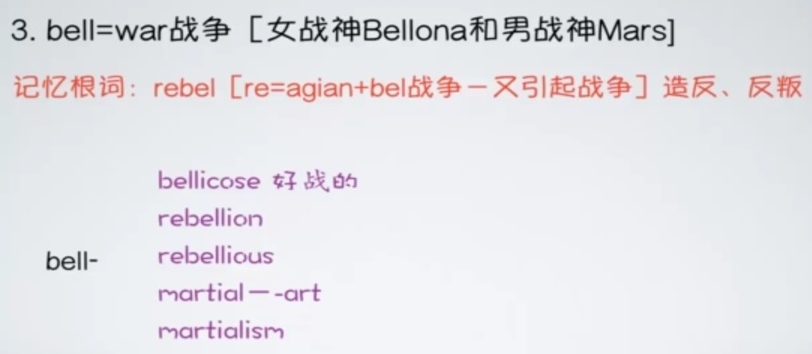 3. bell=war战争［女战神Bellona和男战神Mars]
记忆根词：rebel［re=agian+bel战争－又引起战争］造反、反叛
bellicose 好战的
rebellion
bell-
rebellious
martial－-art
martialism